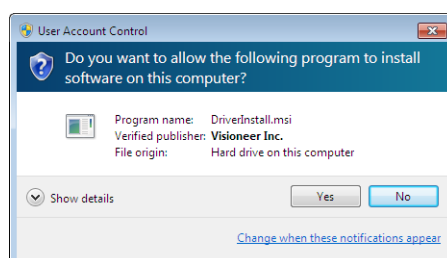 User Account Control
Do you want to allow the following program to install
software on this computer?
Program name: DriverInstall.msi
Verified publisher: Visioneer Inc.
File origin: Hard drive on this computer
Show details
Yes
No
Change when these notifications appear